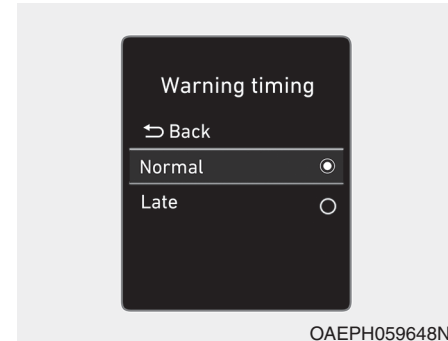 Warning timing
Back
Normal
Late
OAEPH059648N